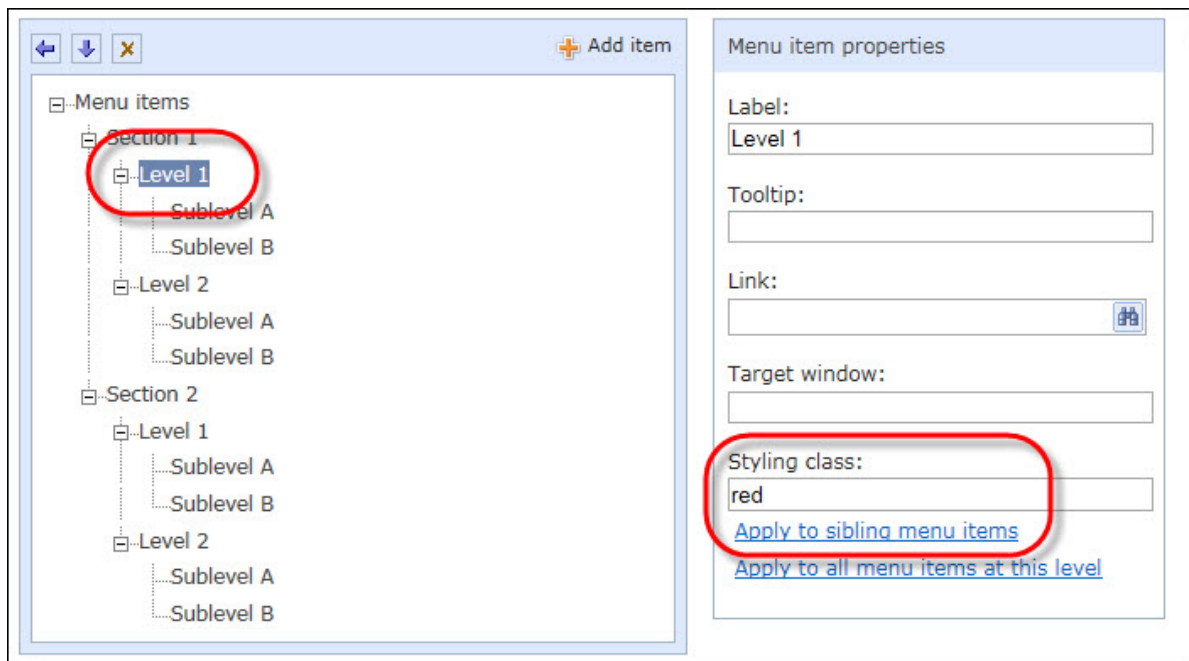 Add item
Menu items
Section 1
Level 1
Sublevel A
Sublevel B
Level 2
Sublevel A
Sublevel B
Section 2
Level 1
Sublevel A
Sublevel B
Level 2
Sublevel A
Sublevel B
Menu item properties
Label:
Level 1
Tooltip:
Link:
Target window:
Styling class:
red
Apply to sibling menu items
Apply to all menu items at this level